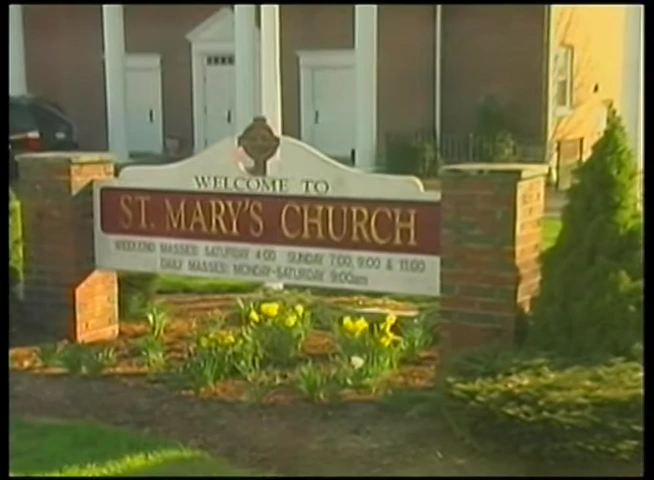 WELCOME TO
ST. MARY'S CHURCH
WEEKEND MASSES: SATURDAY 4:00 SUNDAY 7:00, 9:00 & 11:00
DAILY MASSES: MONDAY-SATURDAY 9:00am